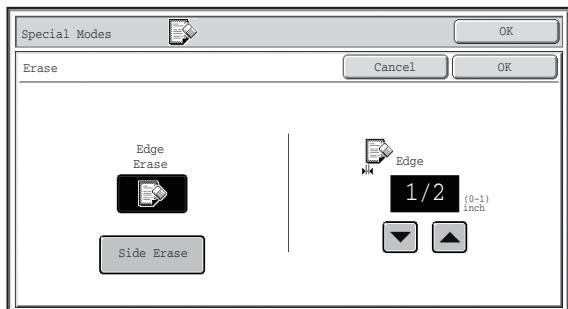 Special Modes
OK
Erase
Cancel
OK
Edge
Erase
Edge
1/2
(0-1)
inch
Side Erase